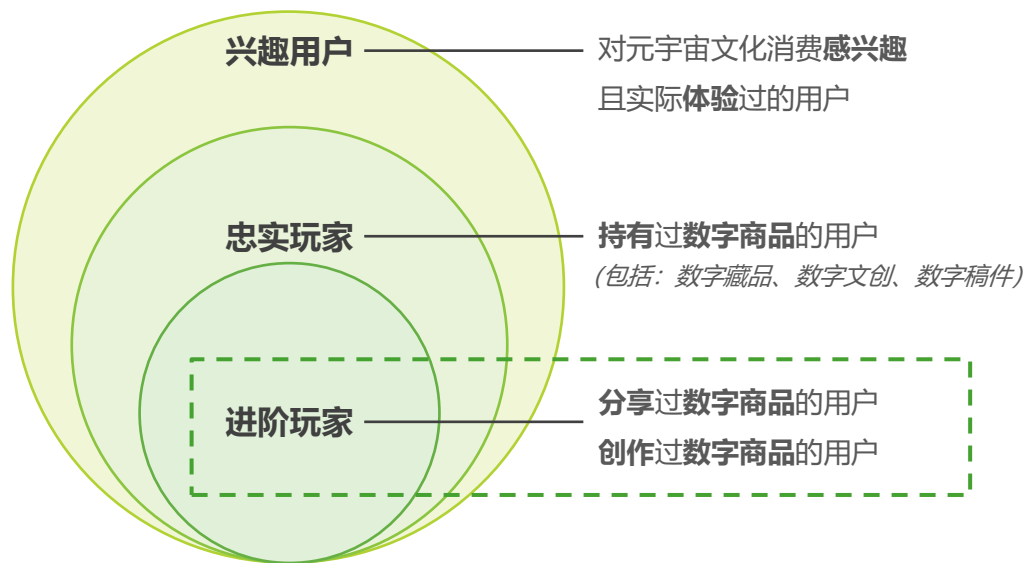 兴趣用户
对元宇宙文化消费感兴趣
且实际体验过的用户
忠实玩家
持有过数字商品的用户
(包括：数字藏品、数字文创、数字稿件)
进阶玩家
分享过数字商品的用户
创作过数字商品的用户